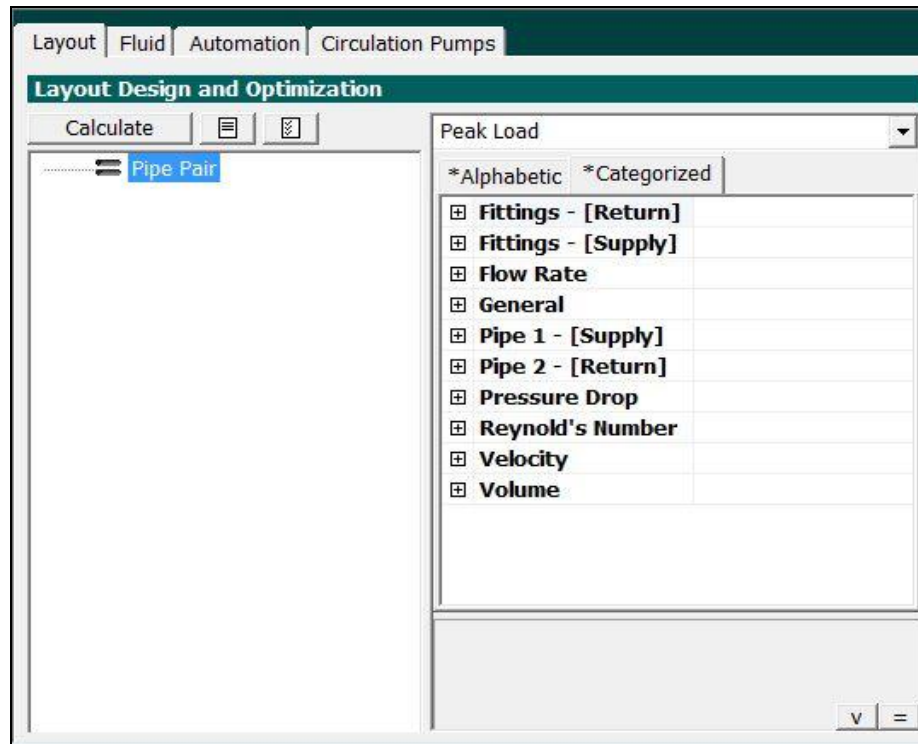 Layout Fluid Automation Circulation Pumps
Layout Design and Optimization
Calculate
Pipe Pair
Peak Load
*Alphabetic *Categorized
Fittings - [Return]
Fittings - [Supply]
Flow Rate
General
Pipe 1 - [Supply]
Pipe 2 - [Return]
Pressure Drop
Reynold's Number
Velocity
Volume
v =